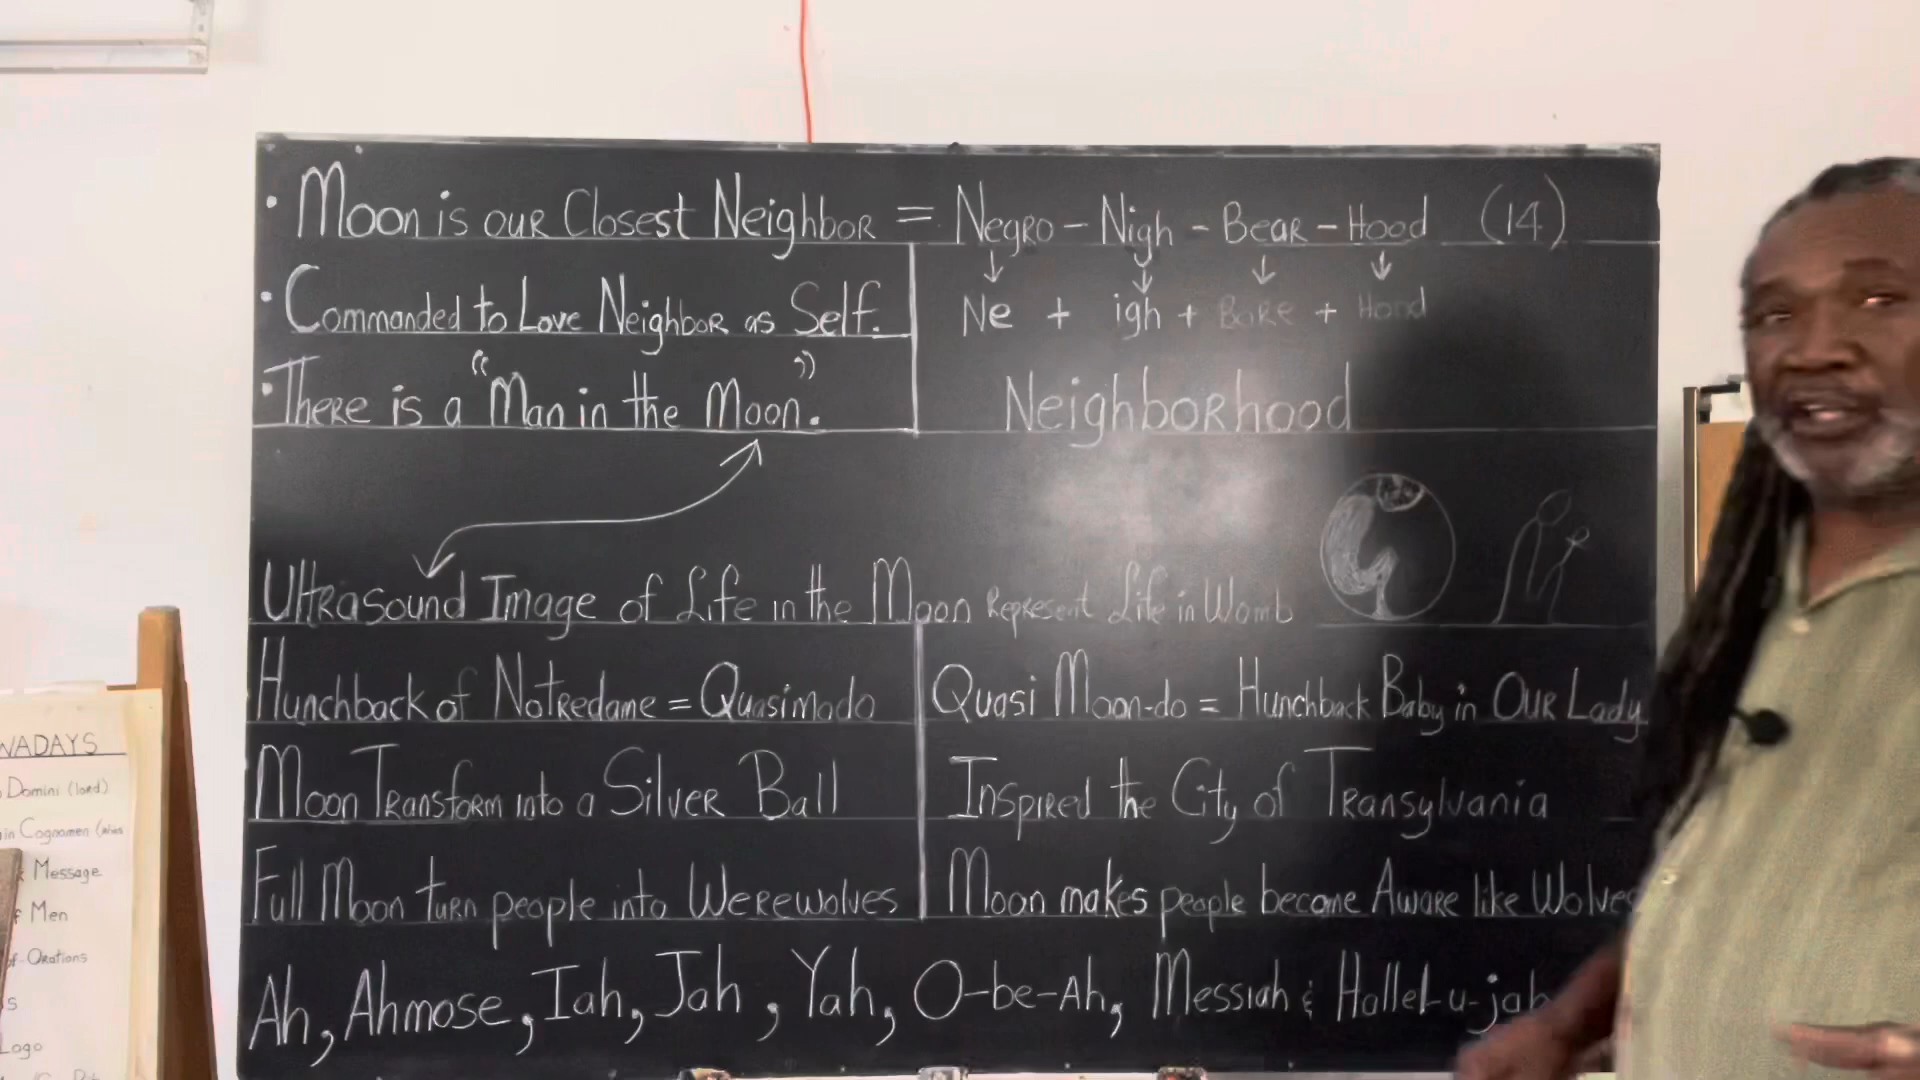 • Moon is our Closest Neighbor = Negro - Nigh - Bear - Hood (14)
• Commanded to Love Neighbor as Self.
Ne + igh + Bore + Hood
• There is a "Man in the Moon."
Neighborhood
Ultrasound Image of Life in the Moon Represent Life in Womb
Hunchback of Notredame = Quasimodo
Quasi Moon-do = Hunchback Baby in Our Lady
Moon Transform into a Silver Ball
Inspired the City of Transylvania
Full Moon turn people into Werewolves
Moon makes people become Aware like Wolves
Ah, Ahmose, Iah, Jah, Yah, O-be-Ah, Messiah & Hallel-u-jah
WADAYS
Domini (lord)
in Cognomen
Message
Men
of-Orations
Logo